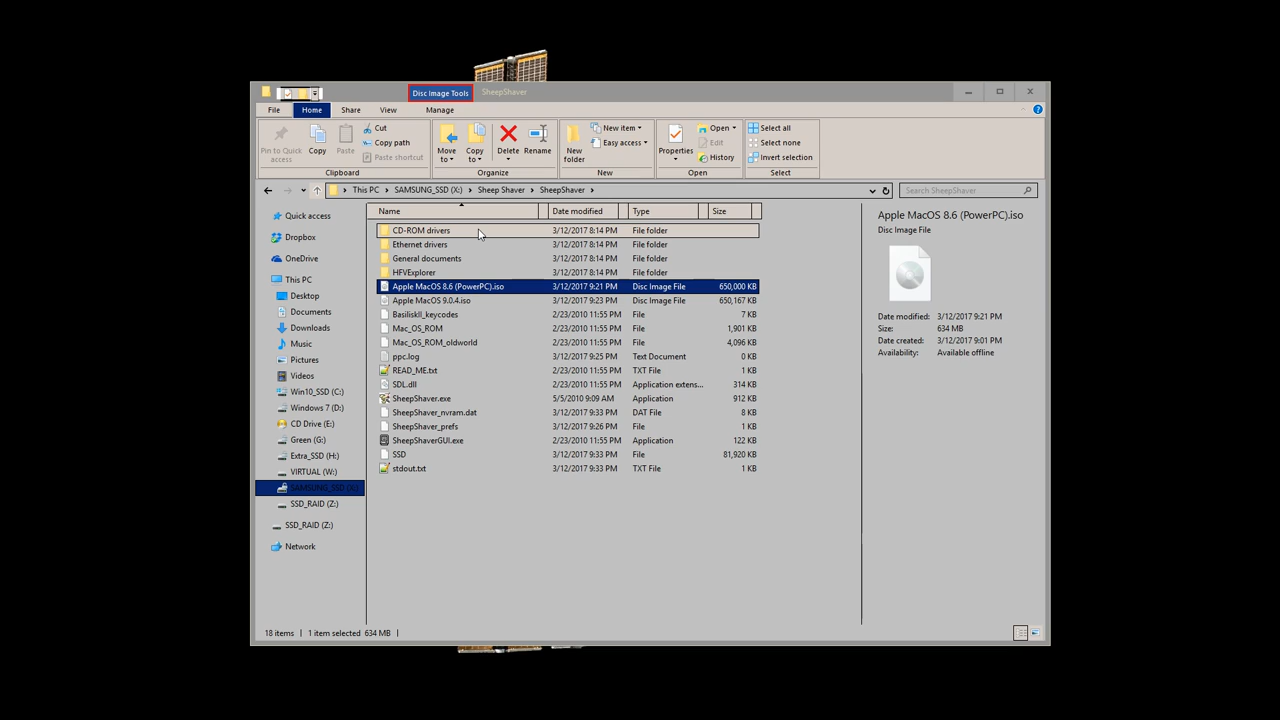 Disc Image Tools SheepShaver
File Home Share View Manage
Pin to Quick access
Copy
Paste
Cut
Copy path
Paste shortcut
Clipboard
Move to
Copy to
Delete
Rename
Organize
New folder
New item
Easy access
New
Properties
Open
Edit
History
Open
Select all
Select none
Invert selection
Select
This PC SAMSUNG_SSD (X:) Sheep Shaver SheepShaver
Search SheepShaver
Quick access
Dropbox
OneDrive
This PC
Desktop
Documents
Downloads
Music
Pictures
Videos
Win10_SSD (C:)
Windows 7 (D:)
CD Drive (E:)
Green (G:)
Extra_SSD (H:)
VIRTUAL (W:)
SAMSUNG_SSD (X:)
SSD_RAID (Z:)
SSD_RAID (Z:)
Network
Name Date modified Type Size
CD-ROM drivers 3/12/2017 8:14 PM File folder
Ethernet drivers 3/12/2017 8:14 PM File folder
General documents 3/12/2017 8:14 PM File folder
HFVExplorer 3/12/2017 8:14 PM File folder
Apple MacOS 8.6 (PowerPC).iso 3/12/2017 9:21 PM Disc Image File 650,000 KB
Apple MacOS 9.0.4.iso 3/12/2017 9:23 PM Disc Image File 650,167 KB
BasiliskII_keycodes 2/23/2010 11:55 PM File 7 KB
Mac_OS_ROM 2/23/2010 11:55 PM File 1,901 KB
Mac_OS_ROM_oldworld 2/23/2010 11:55 PM File 4,096 KB
ppc.log 3/12/2017 9:25 PM Text Document 0 KB
READ_ME.txt 2/23/2010 11:55 PM TXT File 1 KB
SDL.dll 2/23/2010 11:55 PM Application extens... 314 KB
SheepShaver.exe 5/5/2010 9:09 AM Application 912 KB
SheepShaver_nvram.dat 3/12/2017 9:33 PM DAT File 8 KB
SheepShaver_prefs 3/12/2017 9:26 PM File 1 KB
SheepShaverGUI.exe 2/23/2010 11:55 PM Application 122 KB
SSD 3/12/2017 9:33 PM File 81,920 KB
stdout.txt 3/12/2017 9:33 PM TXT File 1 KB
Apple MacOS 8.6 (PowerPC).iso
Disc Image File
Date modified: 3/12/2017 9:21 PM
Size: 634 MB
Date created: 3/12/2017 9:01 PM
Availability: Available offline
18 items 1 item selected 634 MB